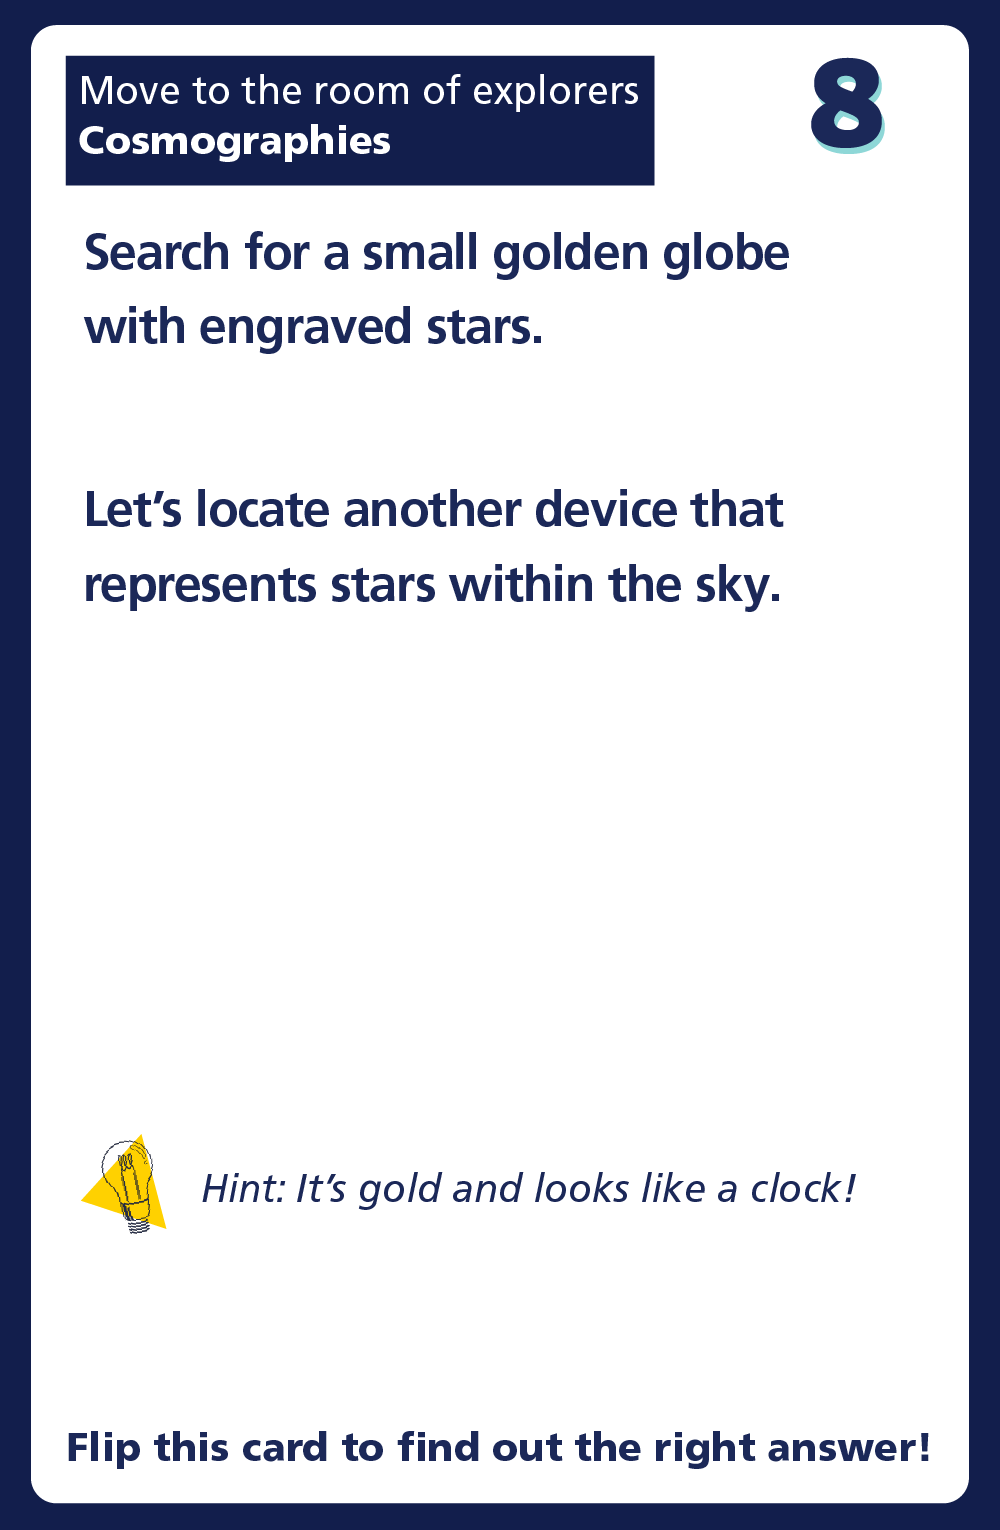 Move to the room of explorers
Cosmographies
8
Search for a small golden globe
with engraved stars.
Let’s locate another device that
represents stars within the sky.
Hint: It’s gold and looks like a clock!
Flip this card to find out the right answer!